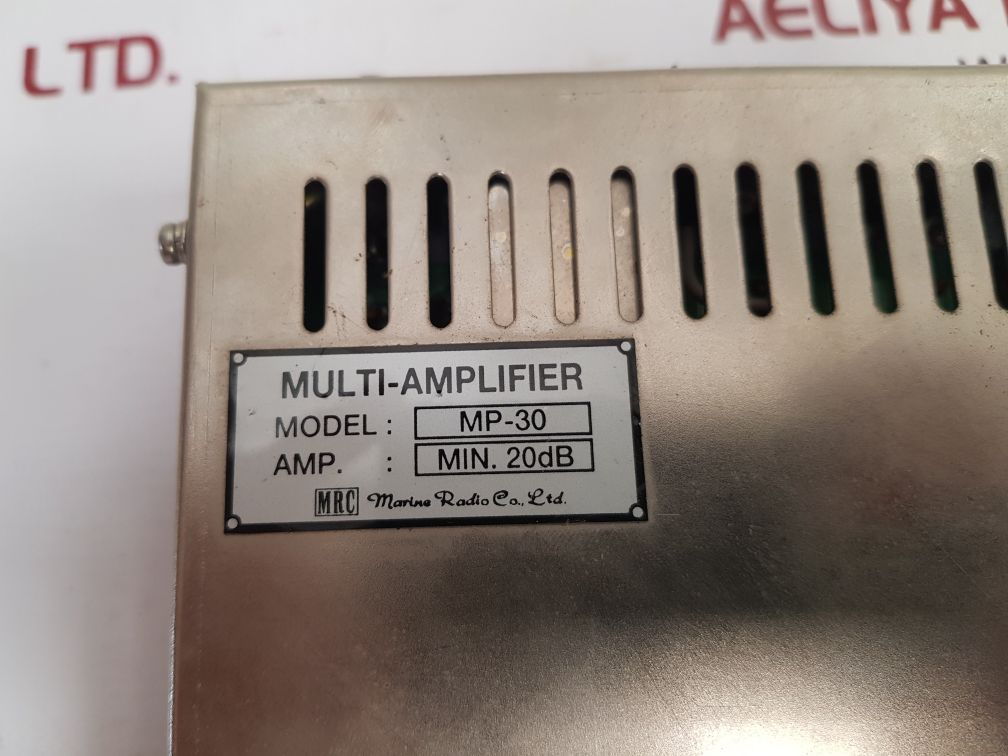 LTD.
AELIYA
MULTI-AMPLIFIER
MODEL : MP-30
AMP. : MIN. 20dB
MRC Marine Radio Co., Ltd.